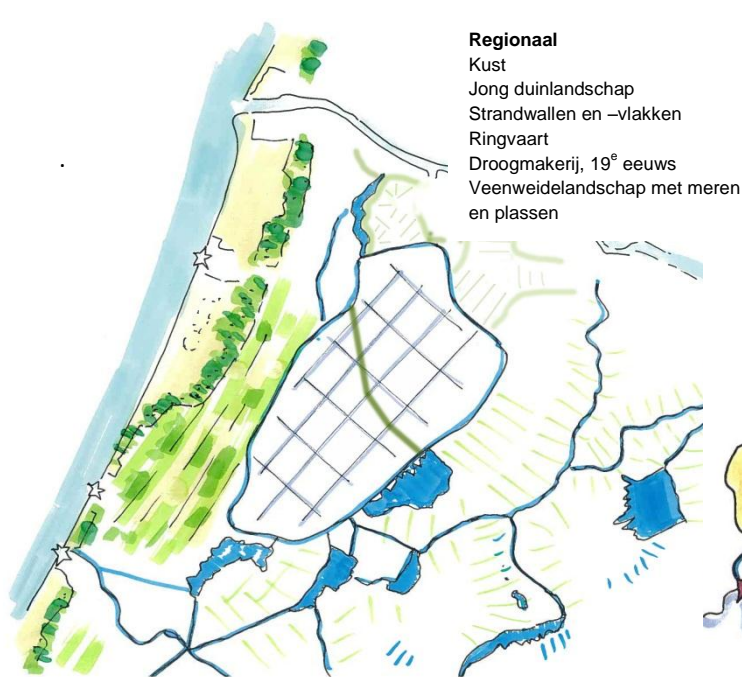 Regionaal
Kust
Jong duinlandschap
Strandwallen en –vlakken
Ringvaart
Droogmakerij, 19e eeuws
Veenweidelandschap met meren
en plassen
.